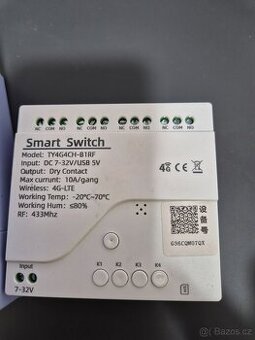 NC COM NO NC COM NO NC COM NO NC COM NO
Smart Switch
Model: TY4G4CH-B1RF
Input: DC 7-32V/USB 5V
Output: Dry Contact
Max currunt: 10A/gang
Wireless: 4G-LTE
Working Temp: -20℃~70℃
Working Hum: ≤80%
RF: 433Mhz
4G CE
设备号
Input
7-32V
K1 K2 K3 K4
sbazar.cz